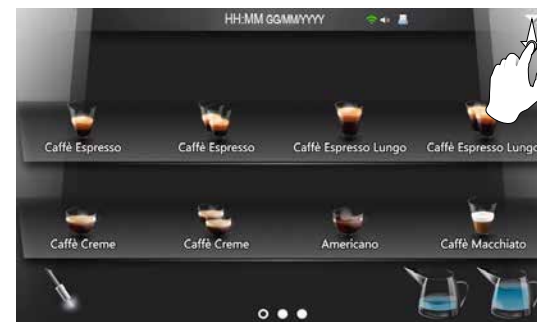 HH:MM GG/MM/YYYY
Caffè Espresso Caffè Espresso Caffè Espresso Lungo Caffè Espresso Lungo
Caffè Creme Caffè Creme Americano Caffè Macchiato